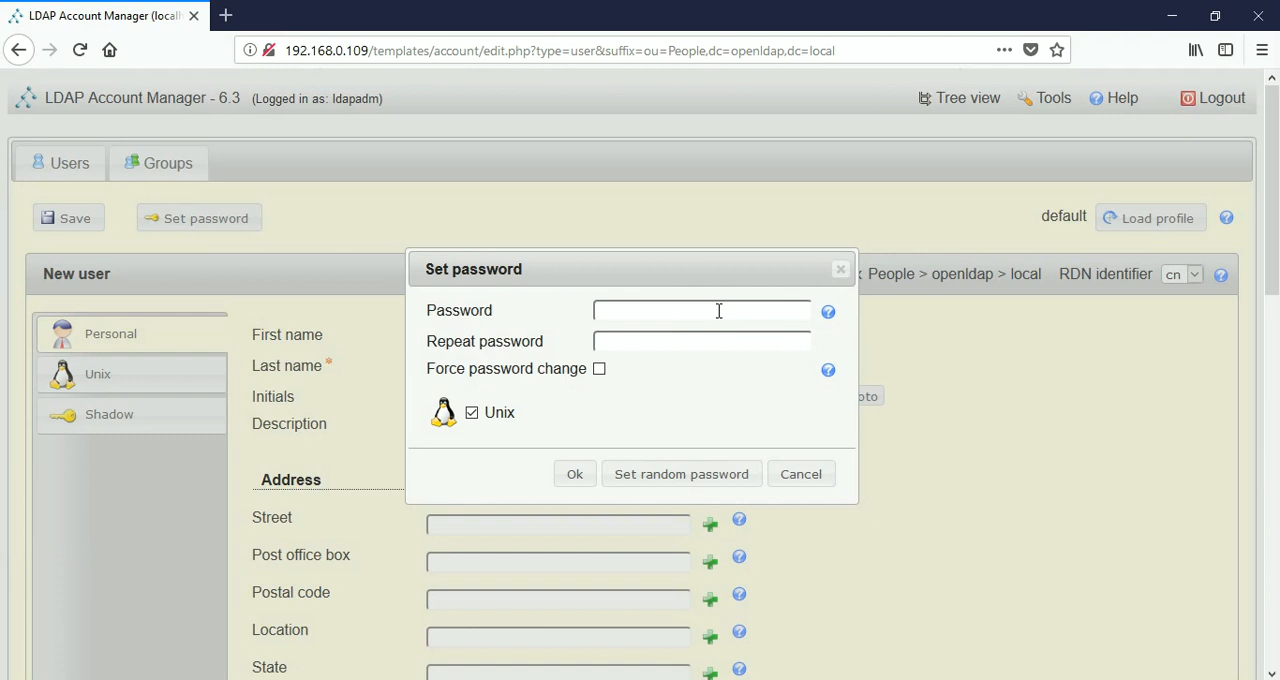 LDAP Account Manager (localh
192.168.0.109/templates/account/edit.php?type=user&suffix=ou=People,dc=openldap,dc=local
LDAP Account Manager - 6.3 (Logged in as: ldapadm)
Tree view Tools Help Logout
Users Groups
Save Set password default Load profile
New user People > openldap > local RDN identifier cn
Set password
Personal
Unix
Shadow
First name
Last name *
Initials
Description
Password
Repeat password
Force password change
Unix
oto
Ok Set random password Cancel
Address
Street
Post office box
Postal code
Location
State